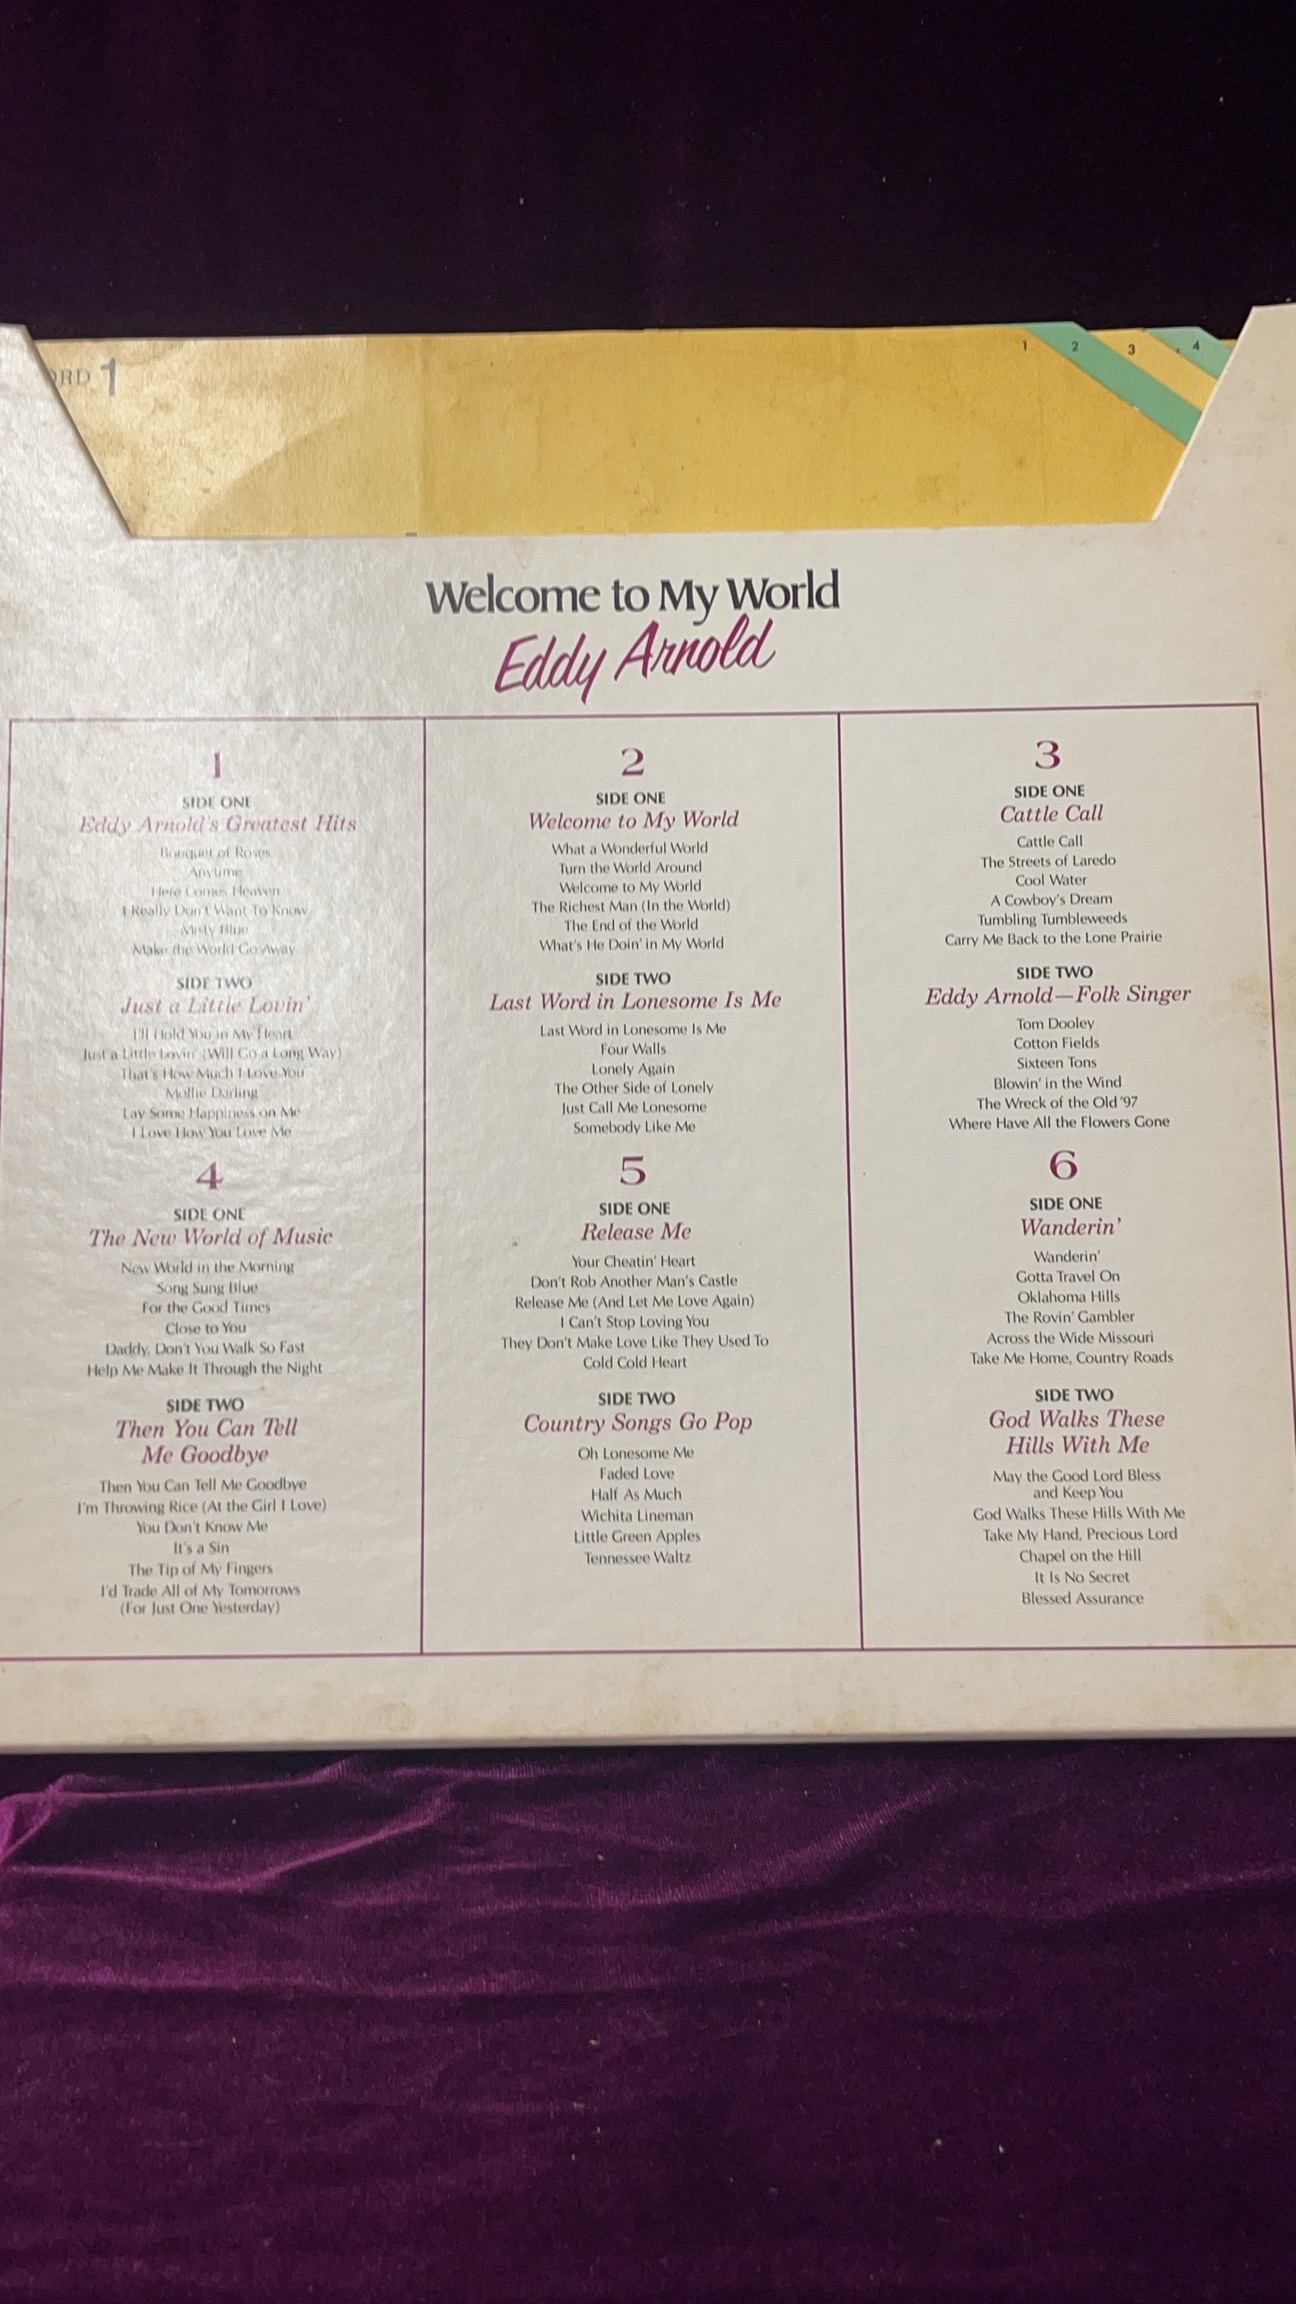 RD 1
1 2 3 4
Welcome to My World
Eddy Arnold
1
SIDE ONE
Eddy Arnold's Greatest Hits
Bouquet of Roses
Anytime
Here Comes Heaven
I Really Don't Want To Know
Misty Blue
Make the World Go Away
SIDE TWO
Just a Little Lovin'
I'll Hold You in My Heart
Just a Little Lovin' (Will Go a Long Way)
That's How Much I Love You
Mollie Darling
Lay Some Happiness on Me
I Love How You Love Me
2
SIDE ONE
Welcome to My World
What a Wonderful World
Turn the World Around
Welcome to My World
The Richest Man (In the World)
The End of the World
What's He Doin' in My World
SIDE TWO
Last Word in Lonesome Is Me
Last Word in Lonesome Is Me
Four Walls
Lonely Again
The Other Side of Lonely
Just Call Me Lonesome
Somebody Like Me
3
SIDE ONE
Cattle Call
Cattle Call
The Streets of Laredo
Cool Water
A Cowboy's Dream
Tumbling Tumbleweeds
Carry Me Back to the Lone Prairie
SIDE TWO
Eddy Arnold—Folk Singer
Tom Dooley
Cotton Fields
Sixteen Tons
Blowin' in the Wind
The Wreck of the Old '97
Where Have All the Flowers Gone
4
SIDE ONE
The New World of Music
New World in the Morning
Song Sung Blue
For the Good Times
Close to You
Daddy, Don't You Walk So Fast
Help Me Make It Through the Night
SIDE TWO
Then You Can Tell
Me Goodbye
Then You Can Tell Me Goodbye
I'm Throwing Rice (At the Girl I Love)
You Don't Know Me
It's a Sin
The Tip of My Fingers
I'd Trade All of My Tomorrows
(For Just One Yesterday)
5
SIDE ONE
Release Me
Your Cheatin' Heart
Don't Rob Another Man's Castle
Release Me (And Let Me Love Again)
I Can't Stop Loving You
They Don't Make Love Like They Used To
Cold Cold Heart
SIDE TWO
Country Songs Go Pop
Oh Lonesome Me
Faded Love
Half As Much
Wichita Lineman
Little Green Apples
Tennessee Waltz
6
SIDE ONE
Wanderin'
Wanderin'
Gotta Travel On
Oklahoma Hills
The Rovin' Gambler
Across the Wide Missouri
Take Me Home, Country Roads
SIDE TWO
God Walks These
Hills With Me
May the Good Lord Bless
and Keep You
God Walks These Hills With Me
Take My Hand, Precious Lord
Chapel on the Hill
It Is No Secret
Blessed Assurance